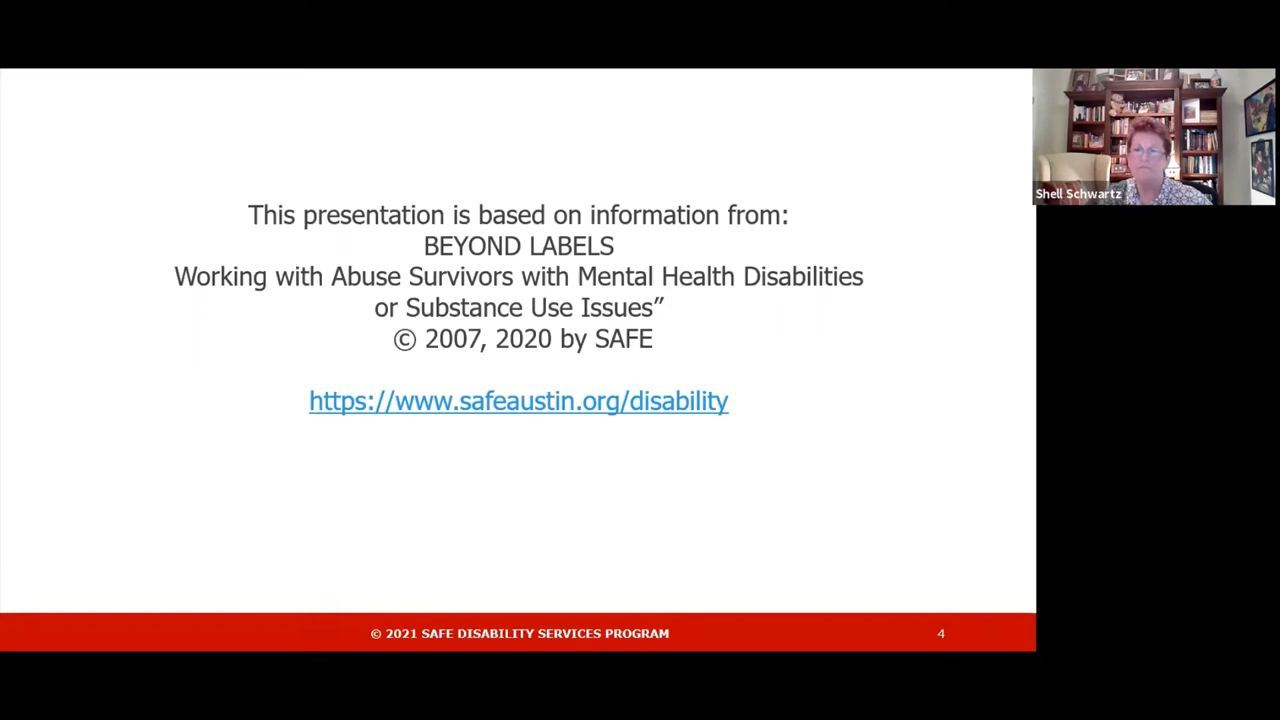 This presentation is based on information from:
BEYOND LABELS
Working with Abuse Survivors with Mental Health Disabilities
or Substance Use Issues”
© 2007, 2020 by SAFE
https://www.safeaustin.org/disability
© 2021 SAFE DISABILITY SERVICES PROGRAM
4
Shell Schwartz